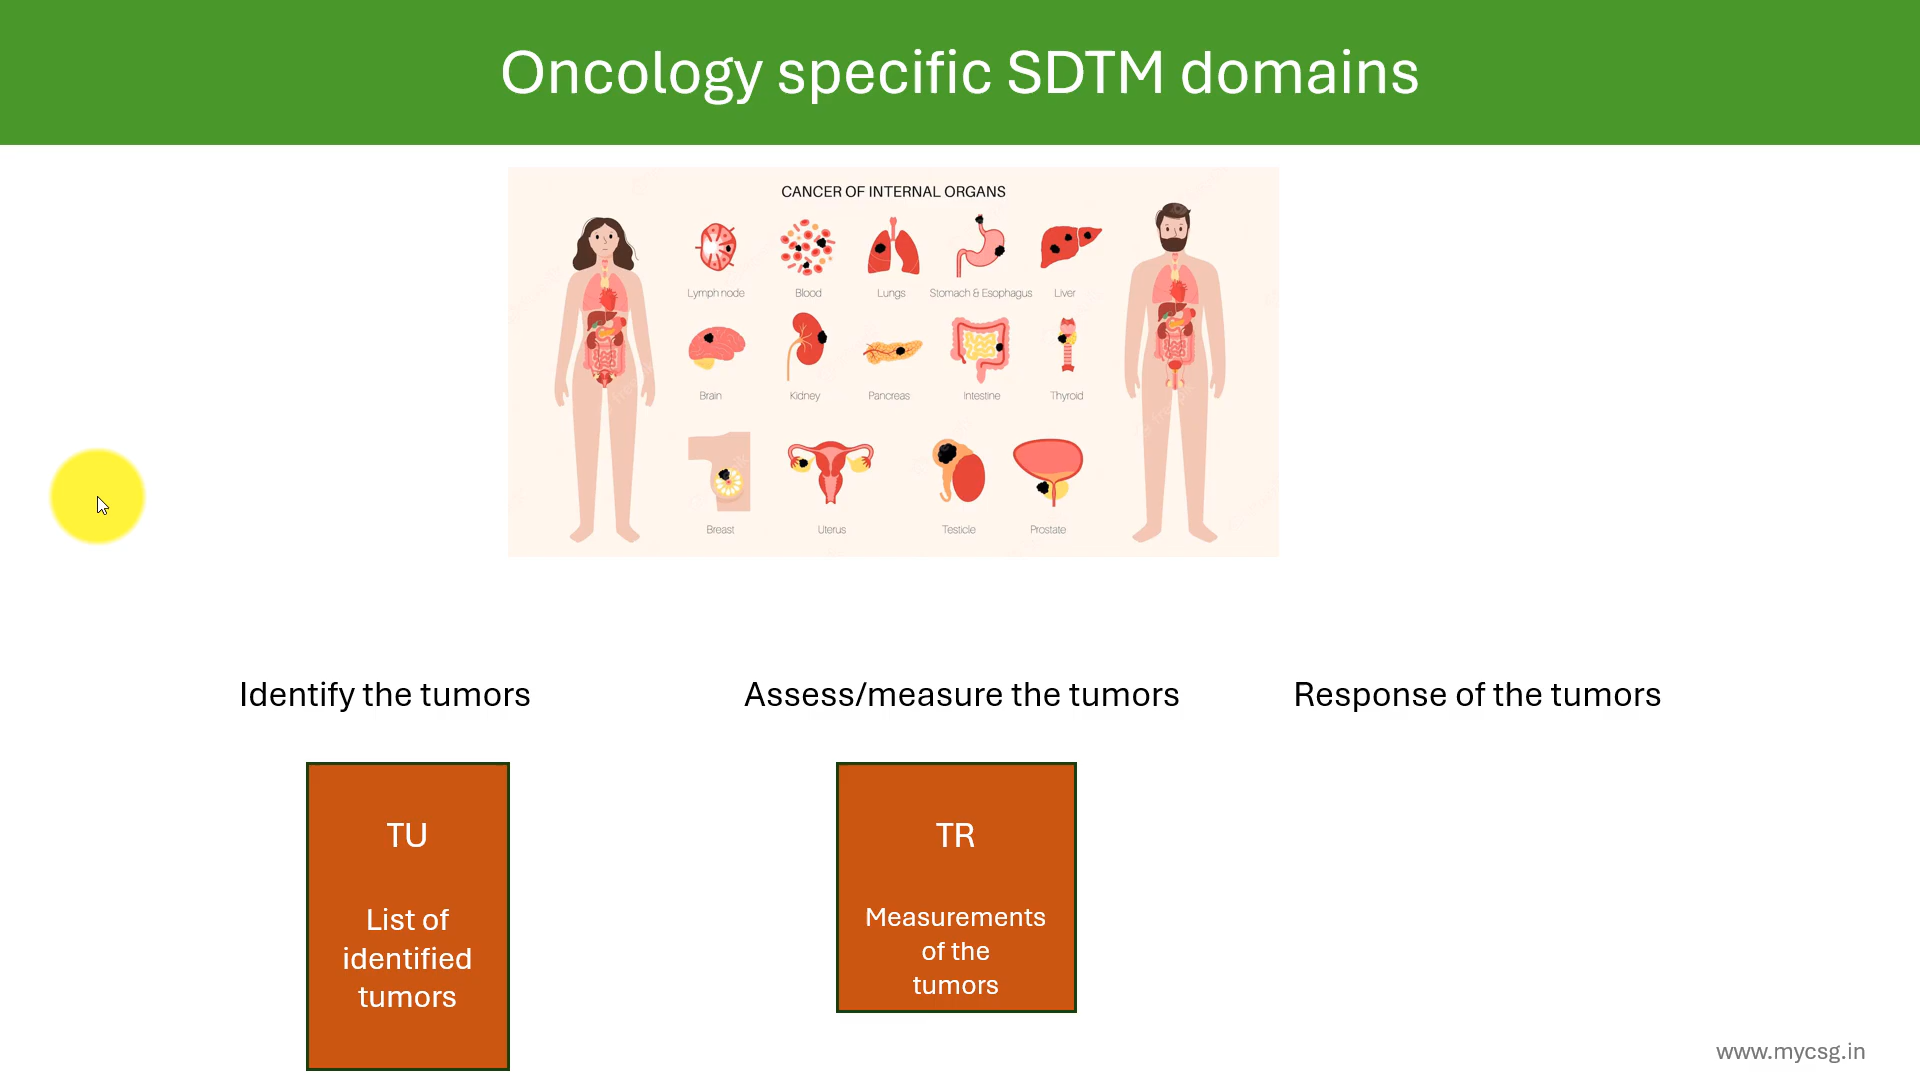 Oncology specific SDTM domains
CANCER OF INTERNAL ORGANS
Lymph node
Blood
Lungs
Stomach & Esophagus
Liver
Brain
Kidney
Pancreas
Intestine
Thyroid
Breast
Uterus
Testicle
Prostate
Identify the tumors
Assess/measure the tumors
Response of the tumors
TU
List of
identified
tumors
TR
Measurements
of the
tumors
www.mycsg.in